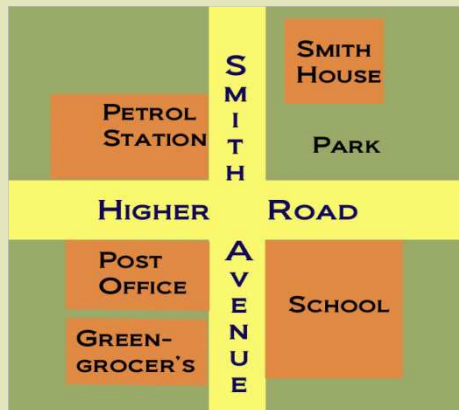 SMITH AVENUE
SMITH
HOUSE
PETROL
STATION
PARK
HIGHER ROAD
POST
OFFICE
SCHOOL
GREEN-
GROCER'S